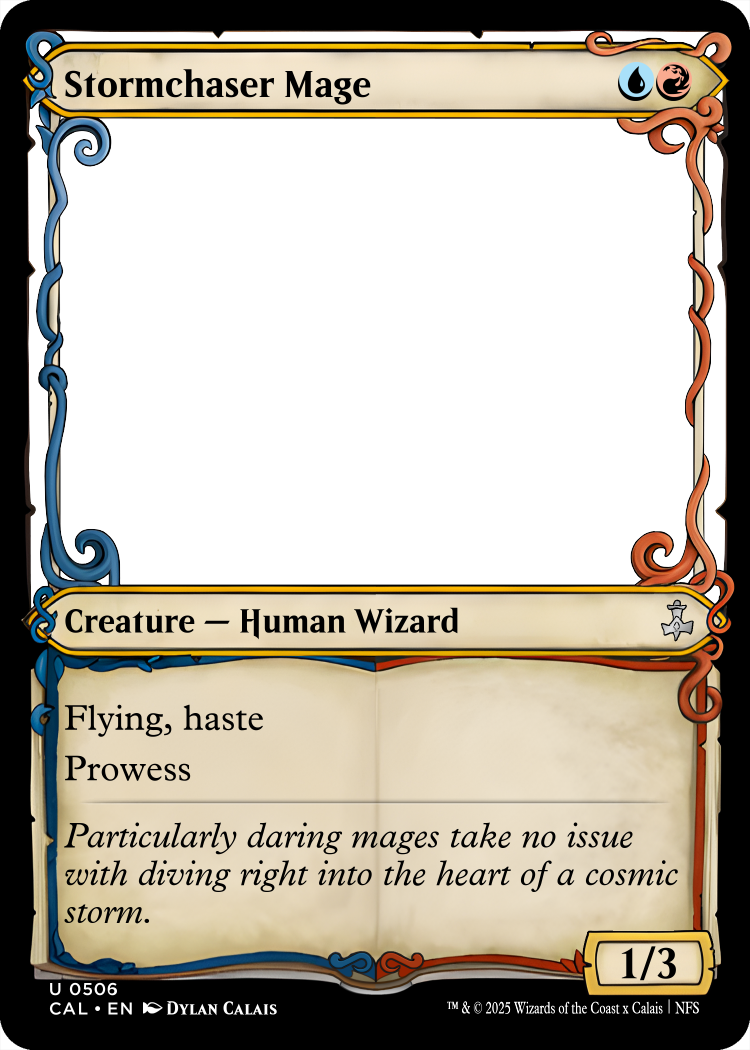 Stormchaser Mage
Creature — Human Wizard
Flying, haste
Prowess
Particularly daring mages take no issue
with diving right into the heart of a cosmic
storm.
1/3
U 0506
CAL • EN Dylan Calais
™ & © 2025 Wizards of the Coast x Calais | NFS